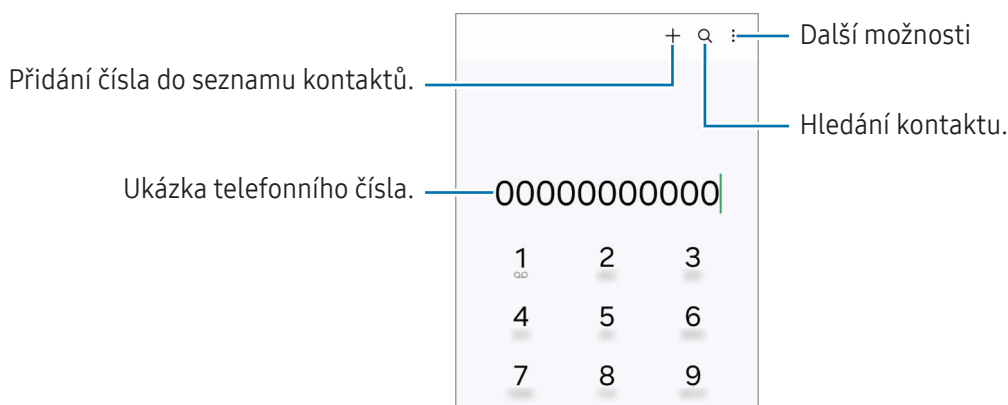 Další možnosti
Přidání čísla do seznamu kontaktů.
Hledání kontaktu.
Ukázka telefonního čísla.
00000000000
1 2 3
4 5 6
7 8 9